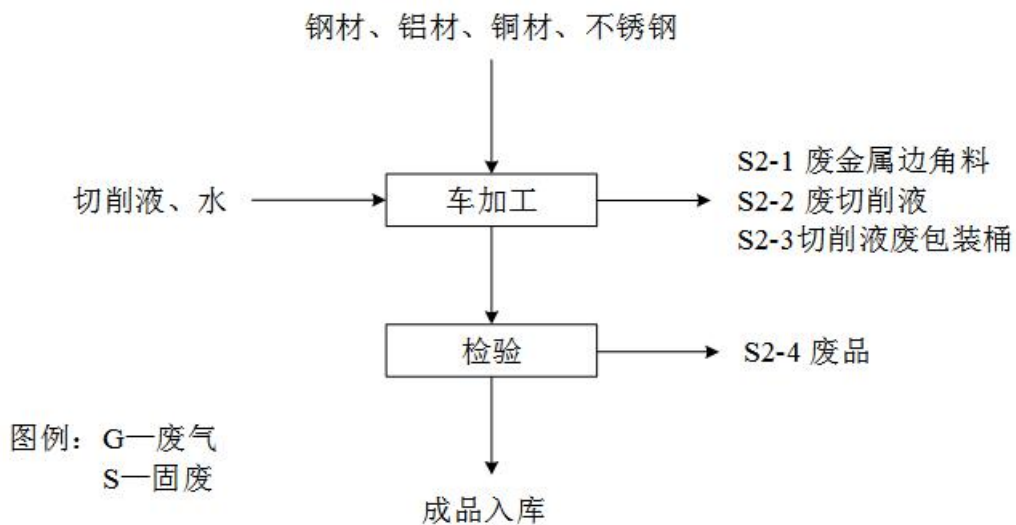 钢材、铝材、铜材、不锈钢
切削液、水
车加工
S2-1 废金属边角料
S2-2 废切削液
S2-3切削液废包装桶
检验
S2-4 废品
图例：G—废气
S—固废
成品入库